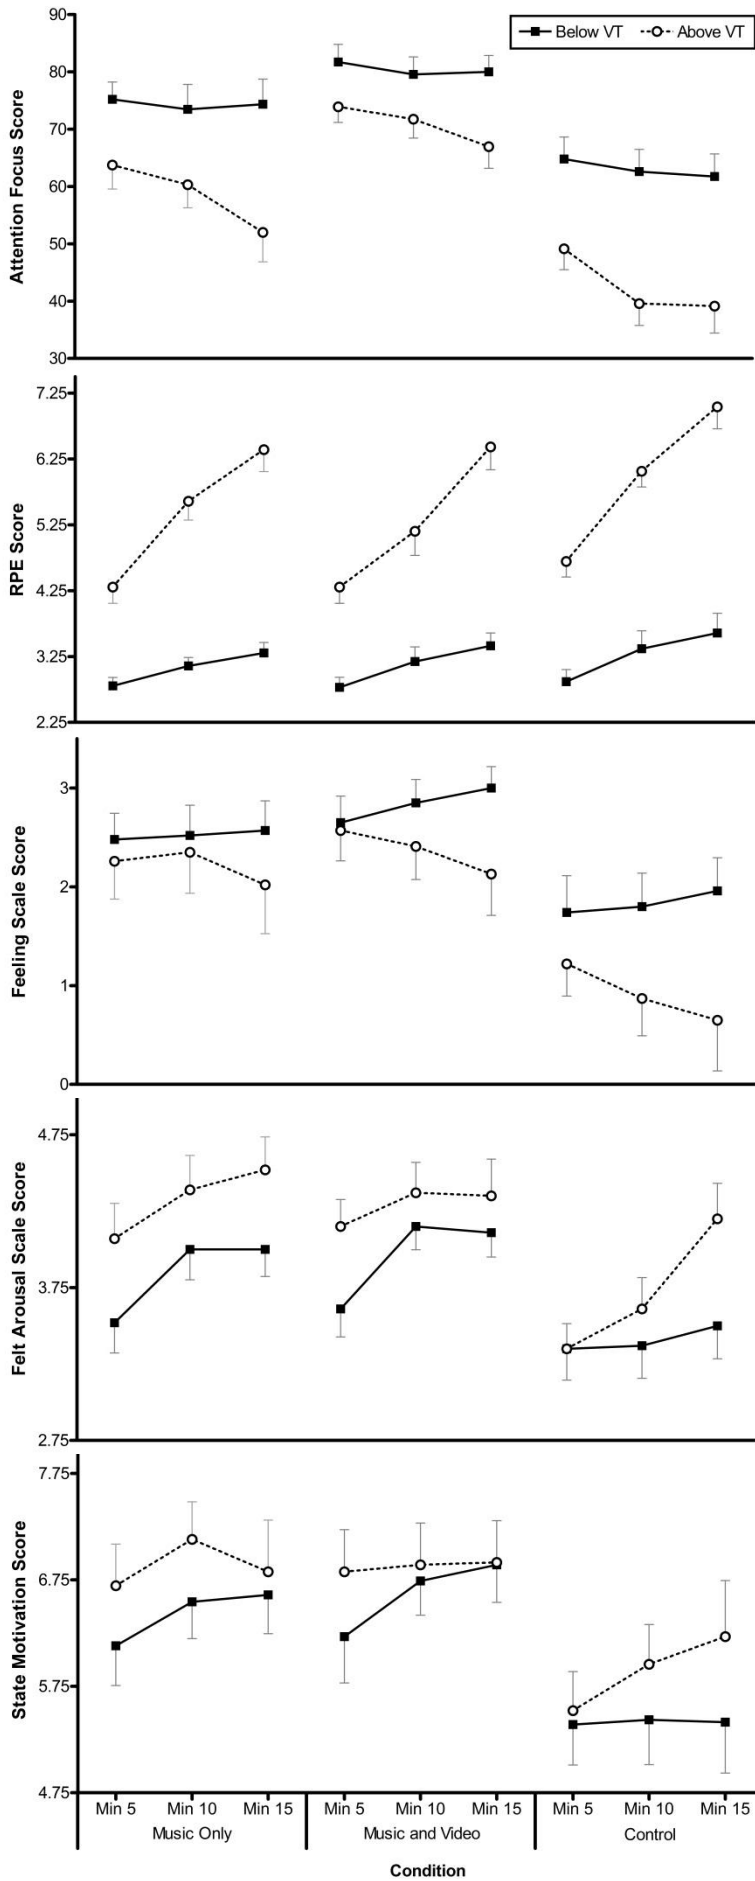 Below VT Above VT
Attention Focus Score
90
80
70
60
50
40
30
RPE Score
7.25
6.25
5.25
4.25
3.25
2.25
Feeling Scale Score
3
2
1
0
Felt Arousal Scale Score
4.75
3.75
2.75
State Motivation Score
7.75
6.75
5.75
4.75
Min 5 Min 10 Min 15 Min 5 Min 10 Min 15 Min 5 Min 10 Min 15
Music Only Music and Video Control
Condition